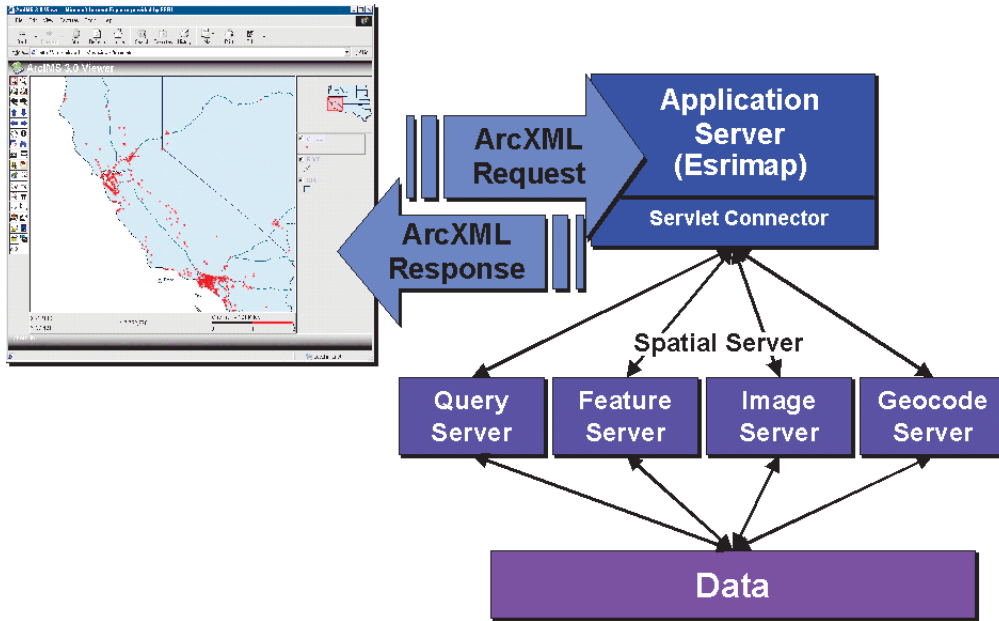 ArcIMS 3.0 Viewer
ArcXML
Request
ArcXML
Response
Application
Server
(Esrimap)
Servlet Connector
Spatial Server
Query
Server
Feature
Server
Image
Server
Geocode
Server
Data